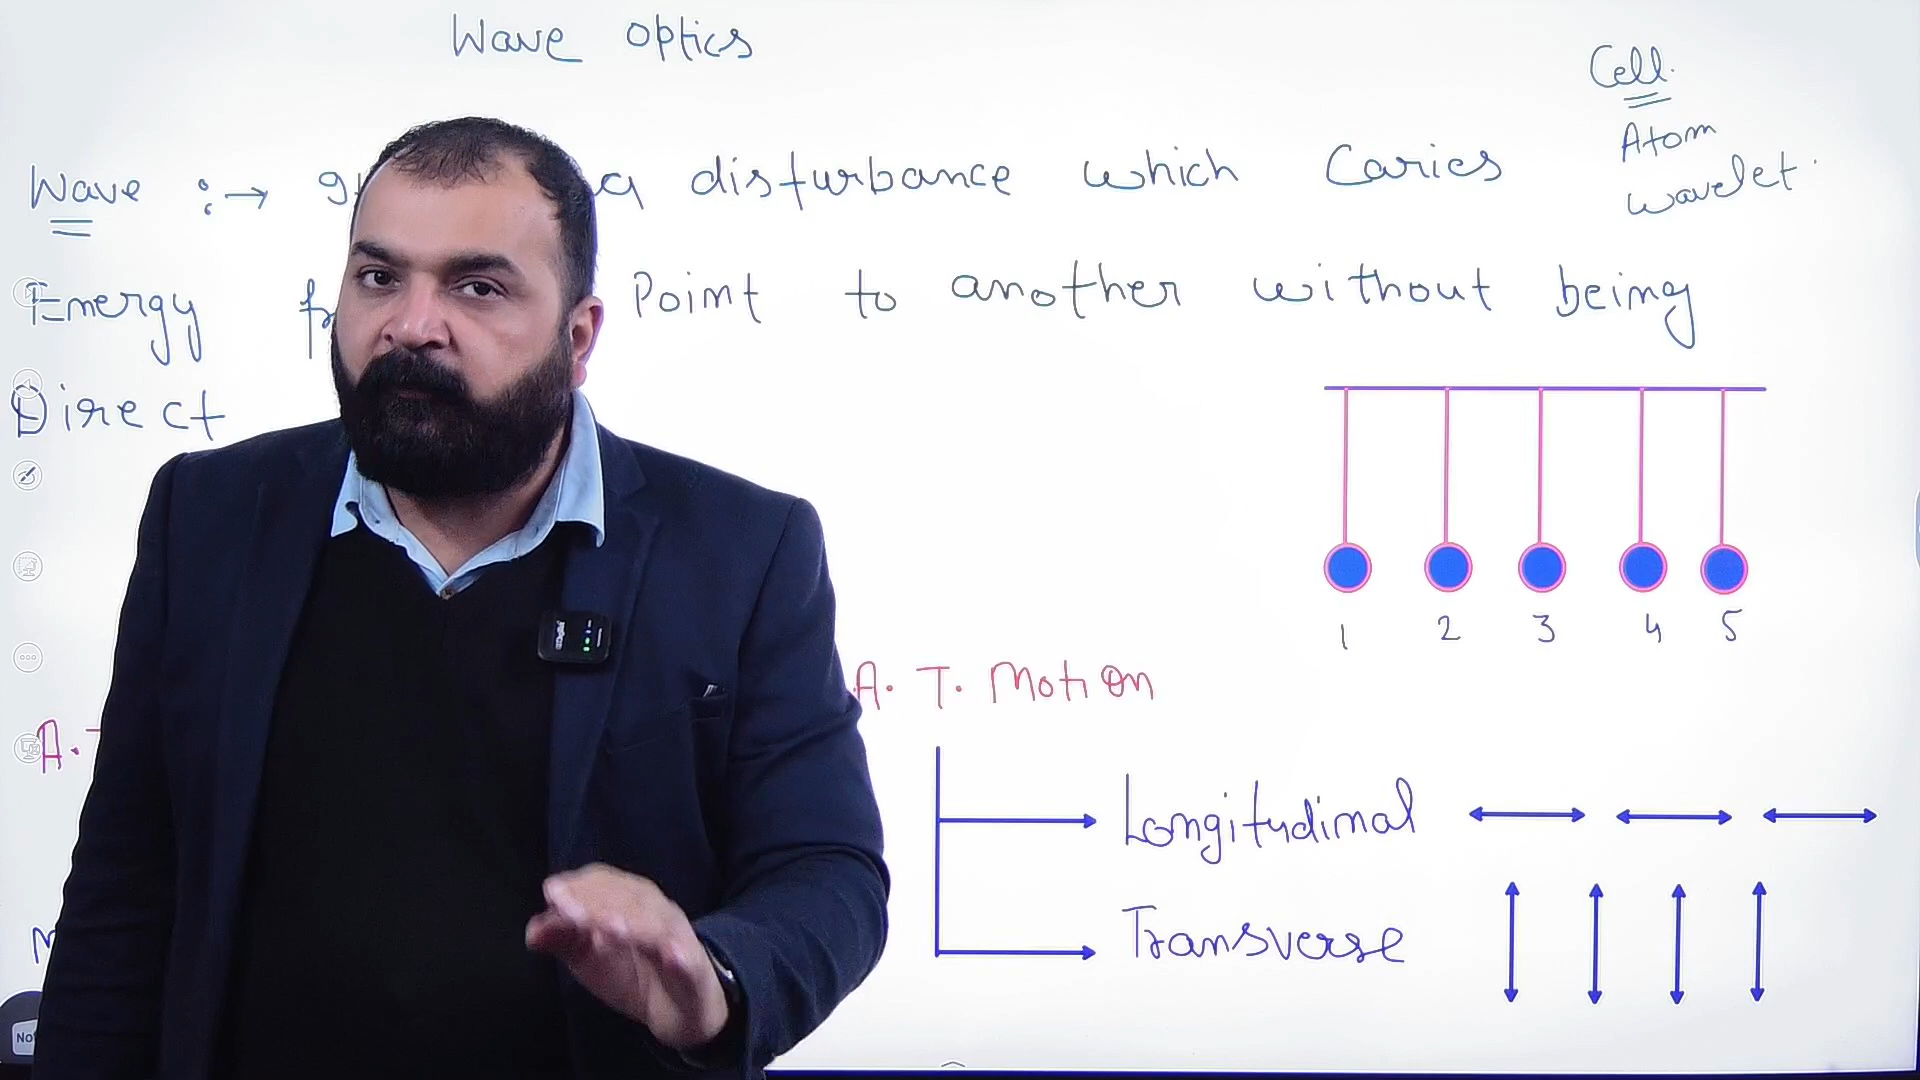 Wave optics
Cell.
Atom
wavelet.
Wave :→ a disturbance which Caries
Energy Point to another without being
Direct
1 2 3 4 5
A. T. Motion
A.
Longitudinal
Transverse